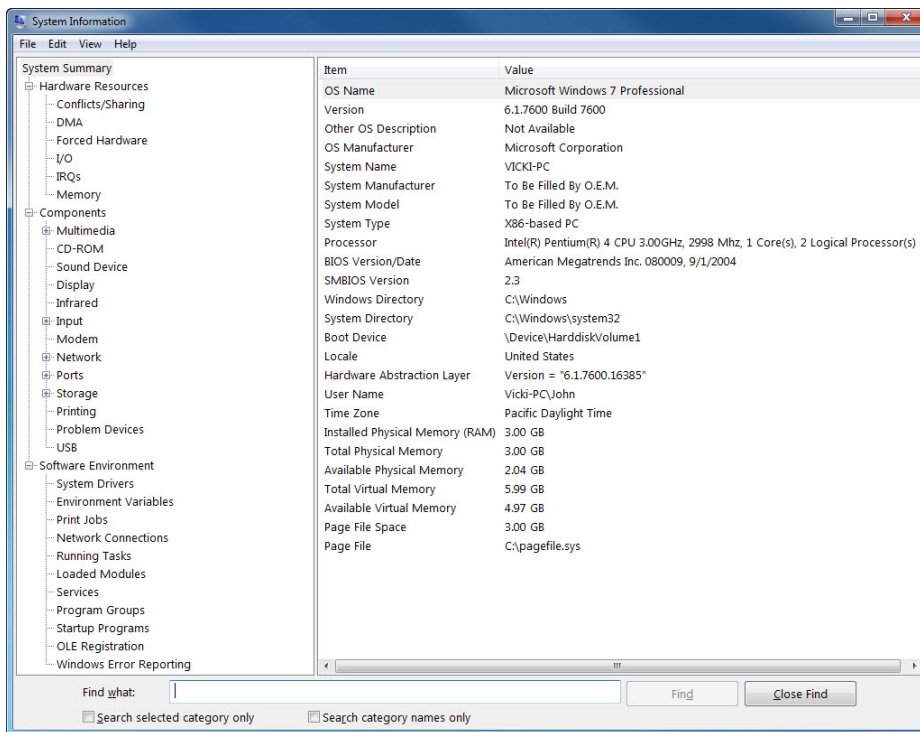 System Information
File Edit View Help
System Summary
Hardware Resources
Conflicts/Sharing
DMA
Forced Hardware
I/O
IRQs
Memory
Components
Multimedia
CD-ROM
Sound Device
Display
Infrared
Input
Modem
Network
Ports
Storage
Printing
Problem Devices
USB
Software Environment
System Drivers
Environment Variables
Print Jobs
Network Connections
Running Tasks
Loaded Modules
Services
Program Groups
Startup Programs
OLE Registration
Windows Error Reporting
Item Value
OS Name Microsoft Windows 7 Professional
Version 6.1.7600 Build 7600
Other OS Description Not Available
OS Manufacturer Microsoft Corporation
System Name VICKI-PC
System Manufacturer To Be Filled By O.E.M.
System Model To Be Filled By O.E.M.
System Type X86-based PC
Processor Intel(R) Pentium(R) 4 CPU 3.00GHz, 2998 Mhz, 1 Core(s), 2 Logical Processor(s)
BIOS Version/Date American Megatrends Inc. 080009, 9/1/2004
SMBIOS Version 2.3
Windows Directory C:\Windows
System Directory C:\Windows\system32
Boot Device \Device\HarddiskVolume1
Locale United States
Hardware Abstraction Layer Version = "6.1.7600.16385"
User Name Vicki-PC\John
Time Zone Pacific Daylight Time
Installed Physical Memory (RAM) 3.00 GB
Total Physical Memory 3.00 GB
Available Physical Memory 2.04 GB
Total Virtual Memory 5.99 GB
Available Virtual Memory 4.97 GB
Page File Space 3.00 GB
Page File C:\pagefile.sys
Find what: Find Close Find
Search selected category only Search category names only